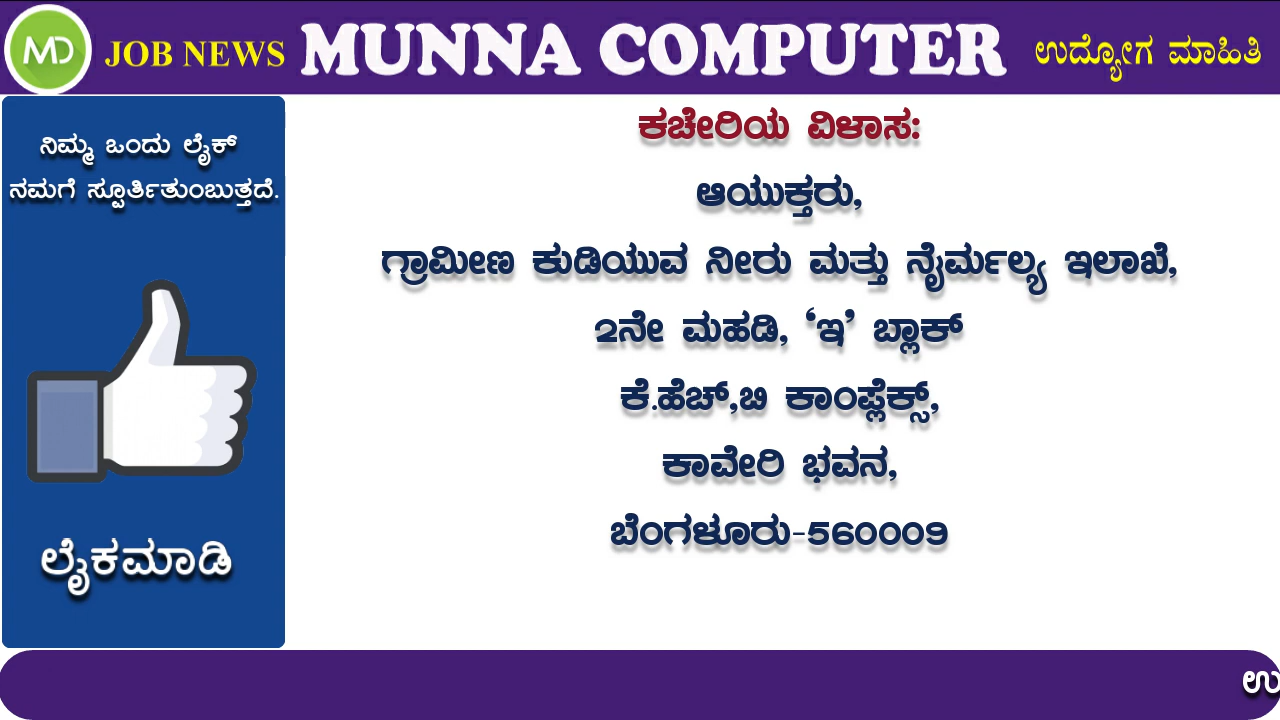 MD JOB NEWS MUNNA COMPUTER ಉದ್ಯೋಗ ಮಾಹಿತಿ
ನಿಮ್ಮ ಒಂದು ಲೈಕ್
ನಮಗೆ ಸ್ಪೂರ್ತಿತುಂಬುತ್ತದೆ.
ಲೈಕಮಾಡಿ
ಕಚೇರಿಯ ವಿಳಾಸ:
ಆಯುಕ್ತರು,
ಗ್ರಾಮೀಣ ಕುಡಿಯುವ ನೀರು ಮತ್ತು ನೈರ್ಮಲ್ಯ ಇಲಾಖೆ,
2ನೇ ಮಹಡಿ, ‘ಇ’ ಬ್ಲಾಕ್
ಕೆ.ಹೆಚ್,ಬಿ ಕಾಂಪ್ಲೆಕ್ಸ್,
ಕಾವೇರಿ ಭವನ,
ಬೆಂಗಳೂರು-560009